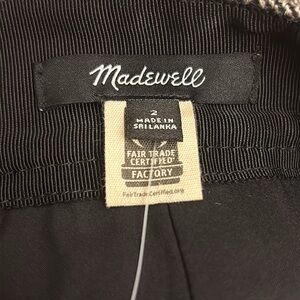 Madewell
2
MADE IN
SRI LANKA
FAIR TRADE
CERTIFIED
FACTORY
FairTradeCertified.org